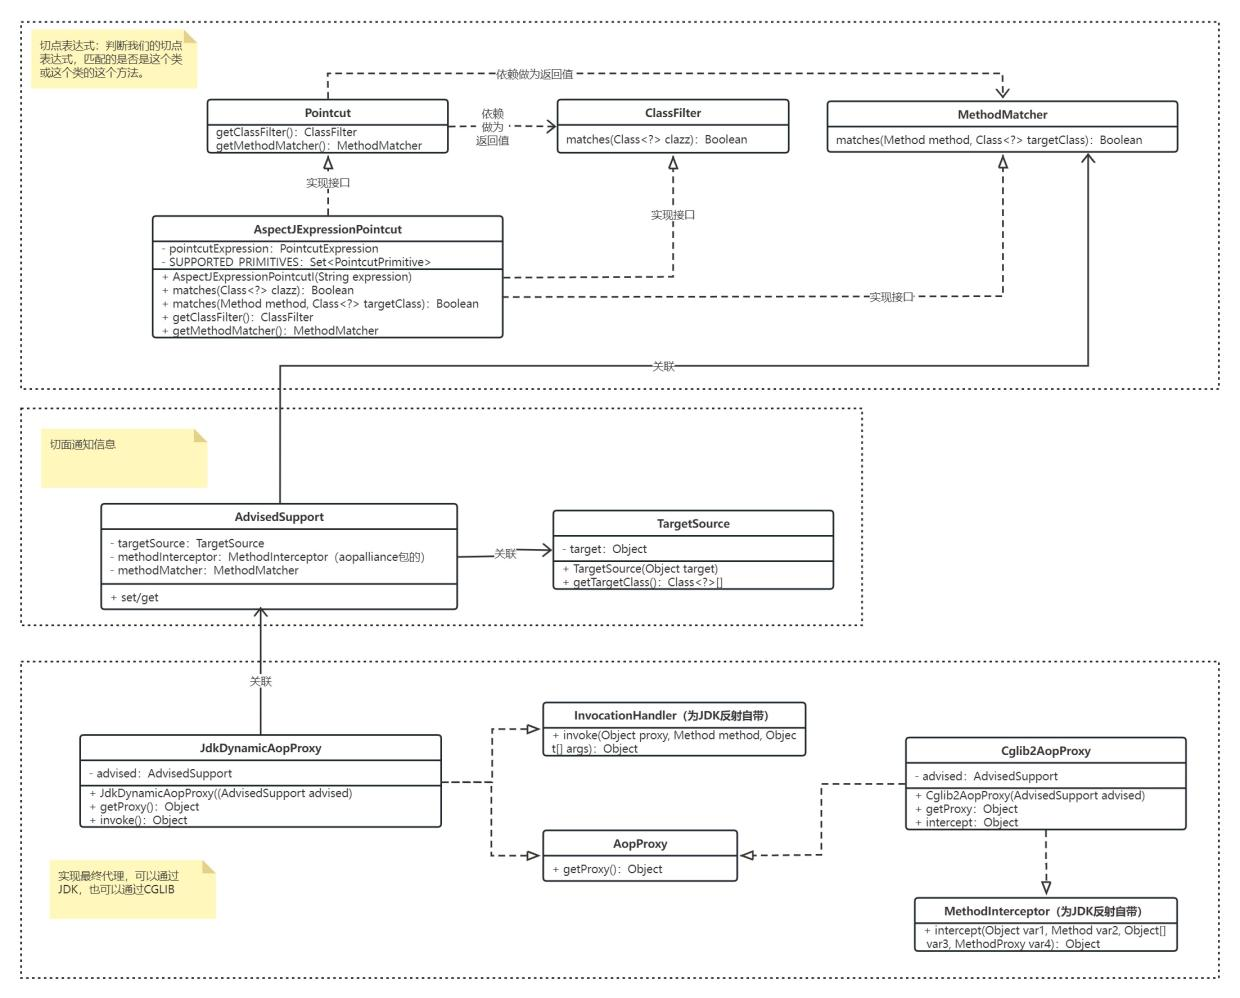 切点表达式：判断我们的切点
表达式，匹配的是否是这个类
或这个类的这个方法。
依赖做为返回值
Pointcut
getClassFilter()：ClassFilter
getMethodMatcher()：MethodMatcher
依赖
做为
返回值
ClassFilter
matches(Class<?> clazz)：Boolean
MethodMatcher
matches(Method method, Class<?> targetClass)：Boolean
实现接口
实现接口
AspectJExpressionPointcut
- pointcutExpression：PointcutExpression
- SUPPORTED_PRIMITIVES：Set<PointcutPrimitive>
+ AspectJExpressionPointcutI(String expression)
+ matches(Class<?> clazz)：Boolean
+ matches(Method method, Class<?> targetClass)：Boolean
+ getClassFilter()：ClassFilter
+ getMethodMatcher()：MethodMatcher
实现接口
关联
切面通知信息
AdvisedSupport
- targetSource：TargetSource
- methodInterceptor：MethodInterceptor（aopalliance包的）
- methodMatcher：MethodMatcher
+ set/get
关联
TargetSource
- target：Object
+ TargetSource(Object target)
+ getTargetClass()：Class<?>[]
关联
JdkDynamicAopProxy
- advised：AdvisedSupport
+ JdkDynamicAopProxy((AdvisedSupport advised)
+ getProxy()：Object
+ invoke()：Object
InvocationHandler（为JDK反射自带）
+ invoke(Object proxy, Method method, Objec
t[] args)：Object
Cglib2AopProxy
- advised：AdvisedSupport
+ Cglib2AopProxy(AdvisedSupport advised)
+ getProxy：Object
+ intercept：Object
AopProxy
+ getProxy()：Object
实现最终代理，可以通过
JDK，也可以通过CGLIB
MethodInterceptor（为JDK反射自带）
+ intercept(Object var1, Method var2, Object[]
var3, MethodProxy var4)：Object